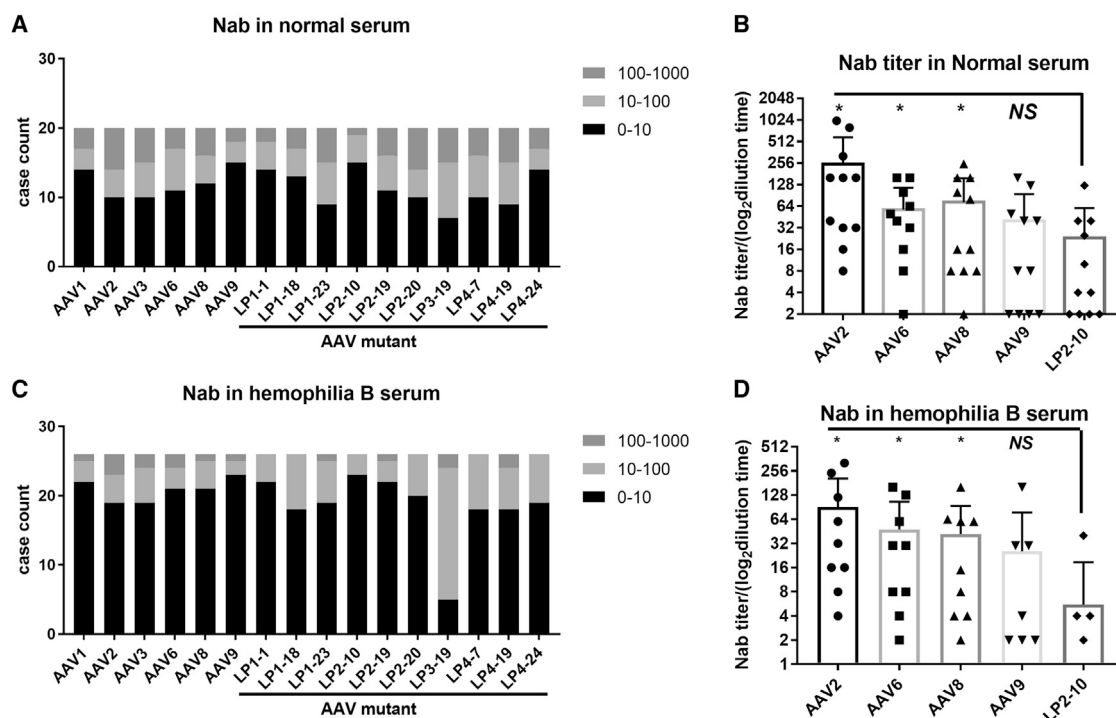 A
Nab in normal serum
case count
30
20
10
0
100-1000
10-100
0-10
AAV1
AAV2
AAV3
AAV6
AAV8
AAV9
LP1-1
LP1-18
LP1-23
LP2-10
LP2-19
LP2-20
LP3-19
LP4-7
LP4-19
LP4-24
AAV mutant
B
Nab titer in Normal serum
Nab titer/(log₂dilution time)
2048
1024
512
256
128
64
32
16
8
4
2
* * * NS
AAV2
AAV6
AAV8
AAV9
LP2-10
C
Nab in hemophilia B serum
case count
30
20
10
0
100-1000
10-100
0-10
AAV1
AAV2
AAV3
AAV6
AAV8
AAV9
LP1-1
LP1-18
LP1-23
LP2-10
LP2-19
LP2-20
LP3-19
LP4-7
LP4-19
LP4-24
AAV mutant
D
Nab in hemophilia B serum
Nab titer/(log₂dilution time)
512
256
128
64
32
16
8
4
2
1
* * * NS
AAV2
AAV6
AAV8
AAV9
LP2-10